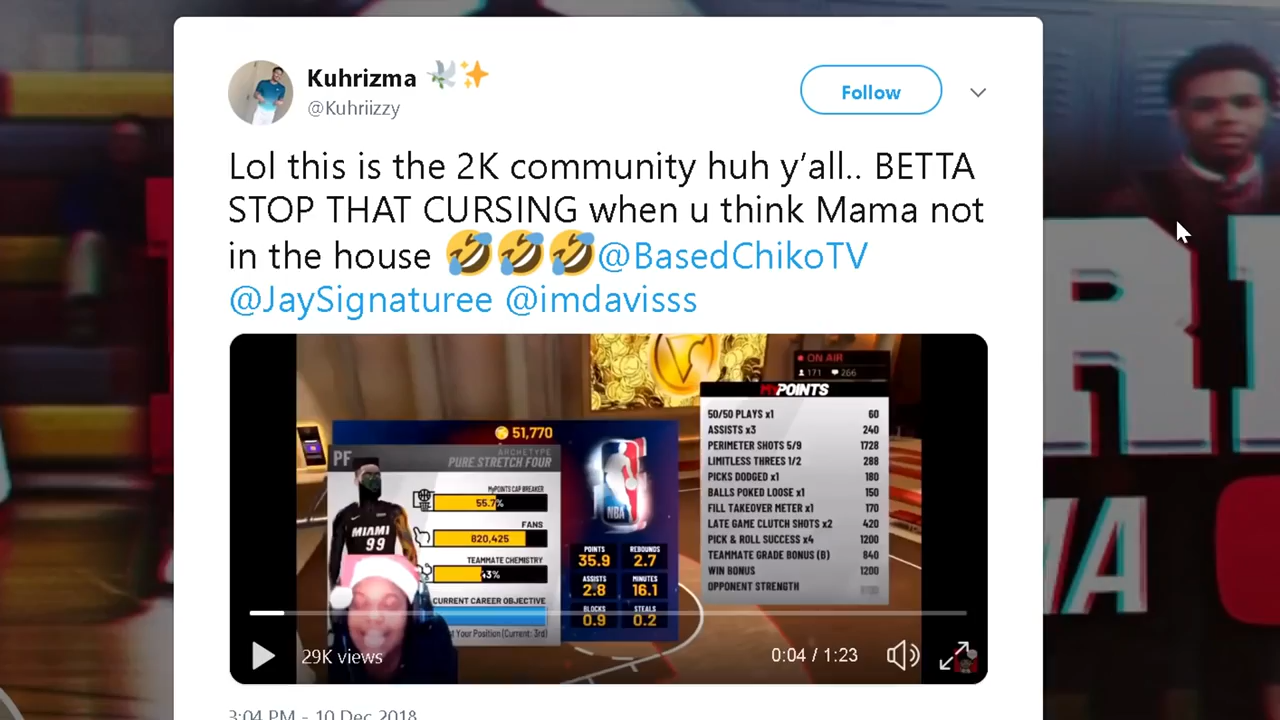 Kuhrizma 🕊️✨
@Kuhriizzy
Follow
Lol this is the 2K community huh y’all.. BETTA
STOP THAT CURSING when u think Mama not
in the house 🤣🤣🤣@BasedChikoTV
@JaySignaturee @imdavisss
ON AIR
171 266
MYPOINTS
50/50 PLAYS x1 60
ASSISTS x3 240
PERIMETER SHOTS 5/9 1728
LIMITLESS THREES 1/2 288
PICKS DODGED x1 180
BALLS POKED LOOSE x1 150
FILL TAKEOVER METER x1 170
LATE GAME CLUTCH SHOTS x2 420
PICK & ROLL SUCCESS x4 1200
TEAMMATE GRADE BONUS (B) 840
WIN BONUS 1200
OPPONENT STRENGTH
51,770
PF
ARCHETYPE
PURE STRETCH FOUR
MYPOINTS CAP BREAKER
55.7%
FANS
820,425
TEAMMATE CHEMISTRY
43%
CURRENT CAREER OBJECTIVE
t Your Position (Current: 3rd)
MIAMI
99
NBA
POINTS REBOUNDS
35.9 2.7
ASSISTS MINUTES
2.8 16.1
BLOCKS STEALS
0.9 0.2
29K views
0:04 / 1:23
3:04 PM - 10 Dec 2018